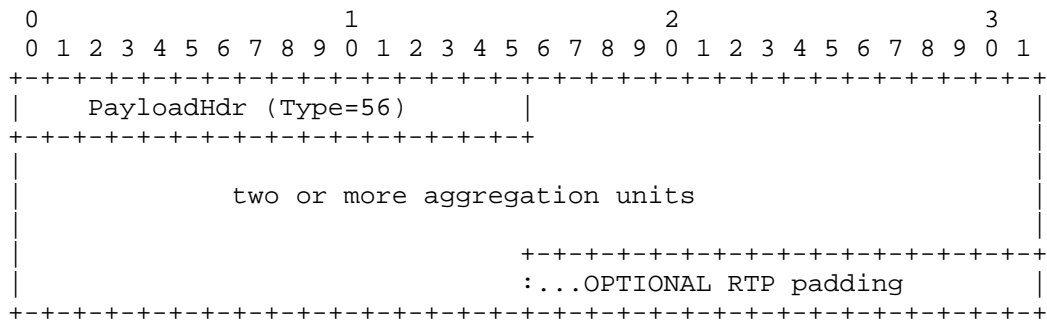 0                   1                   2                   3
 0 1 2 3 4 5 6 7 8 9 0 1 2 3 4 5 6 7 8 9 0 1 2 3 4 5 6 7 8 9 0 1
+-+-+-+-+-+-+-+-+-+-+-+-+-+-+-+-+-+-+-+-+-+-+-+-+-+-+-+-+-+-+-+-+
|    PayloadHdr (Type=56)       |                               |
+-+-+-+-+-+-+-+-+-+-+-+-+-+-+-+-+                               |
|                                                               |
|             two or more aggregation units                     |
|                                                               |
|                               +-+-+-+-+-+-+-+-+-+-+-+-+-+-+-+-+
|                               :...OPTIONAL RTP padding        |
+-+-+-+-+-+-+-+-+-+-+-+-+-+-+-+-+-+-+-+-+-+-+-+-+-+-+-+-+-+-+-+-+